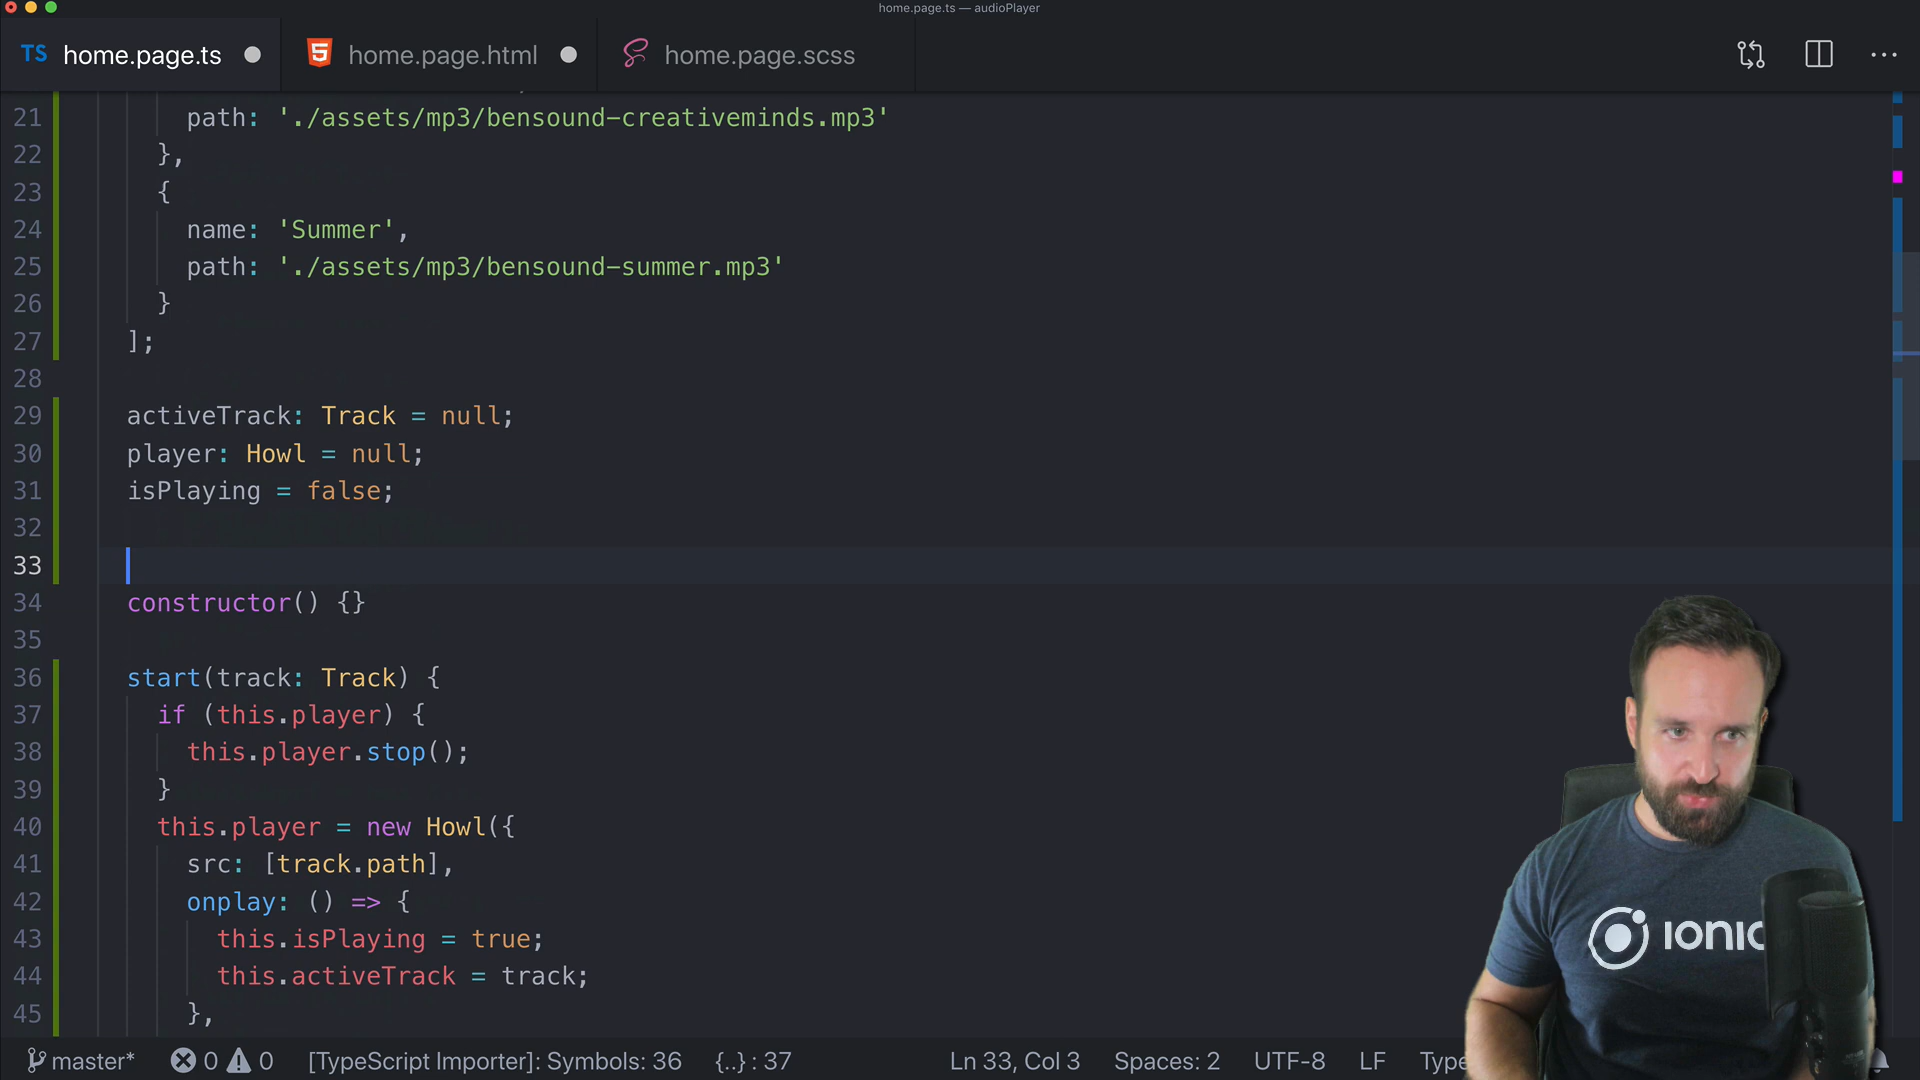 home.page.ts — audioPlayer
TS home.page.ts
5 home.page.html
home.page.scss
21 path: './assets/mp3/bensound-creativeminds.mp3'
22 },
23 {
24 name: 'Summer',
25 path: './assets/mp3/bensound-summer.mp3'
26 }
27 ];
28
29 activeTrack: Track = null;
30 player: Howl = null;
31 isPlaying = false;
32
33
34 constructor() {}
35
36 start(track: Track) {
37 if (this.player) {
38 this.player.stop();
39 }
40 this.player = new Howl({
41 src: [track.path],
42 onplay: () => {
43 this.isPlaying = true;
44 this.activeTrack = track;
45 },
IONIC
master* 0 0 [TypeScript Importer]: Symbols: 36 {..} : 37 Ln 33, Col 3 Spaces: 2 UTF-8 LF Type